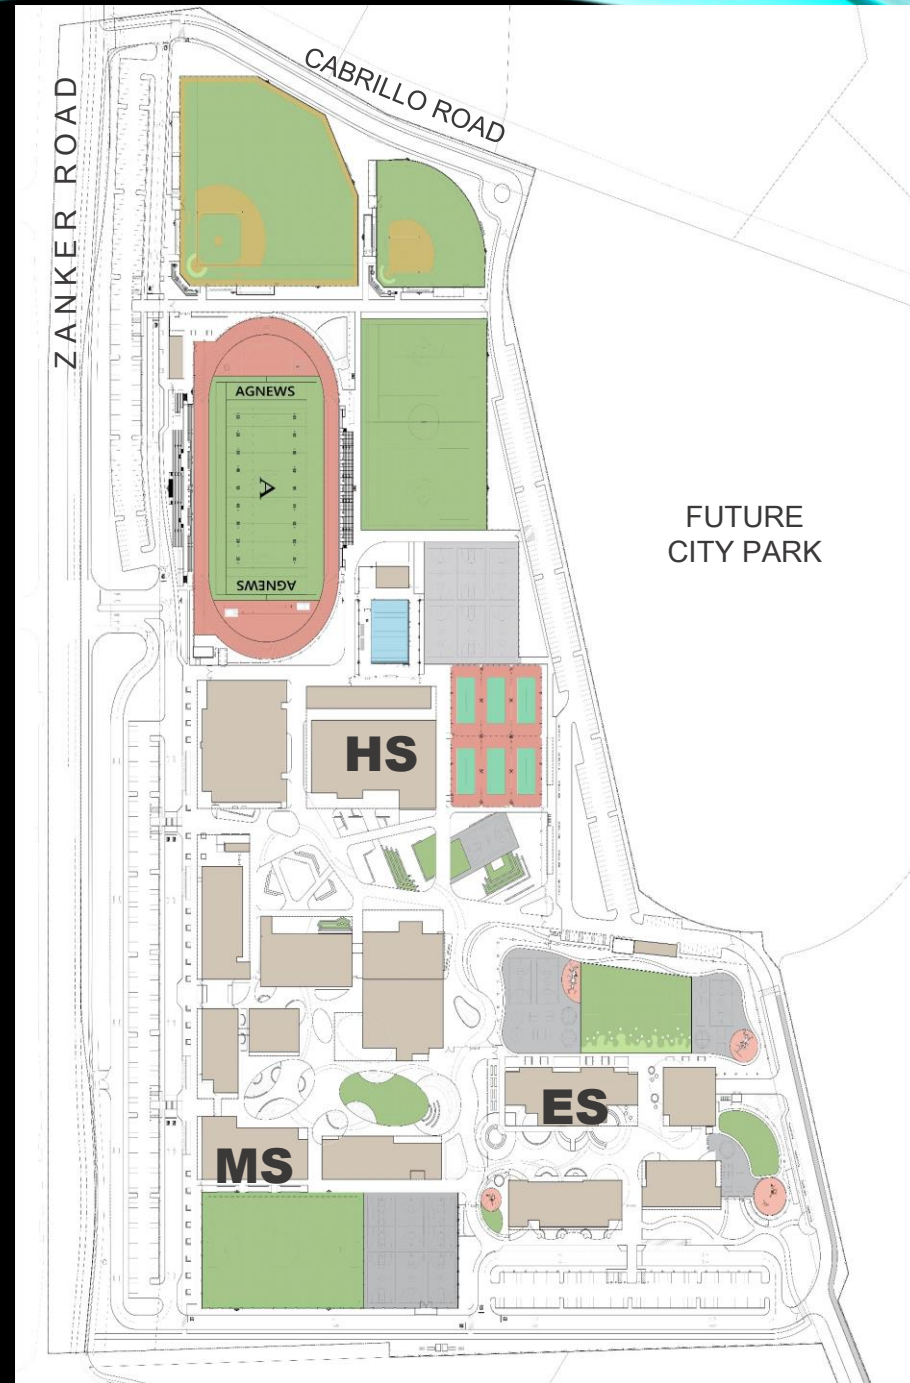 CABRILLO ROAD
ZANKER ROAD
AGNEWS
A
AGNEWS
FUTURE
CITY PARK
HS
ES
MS